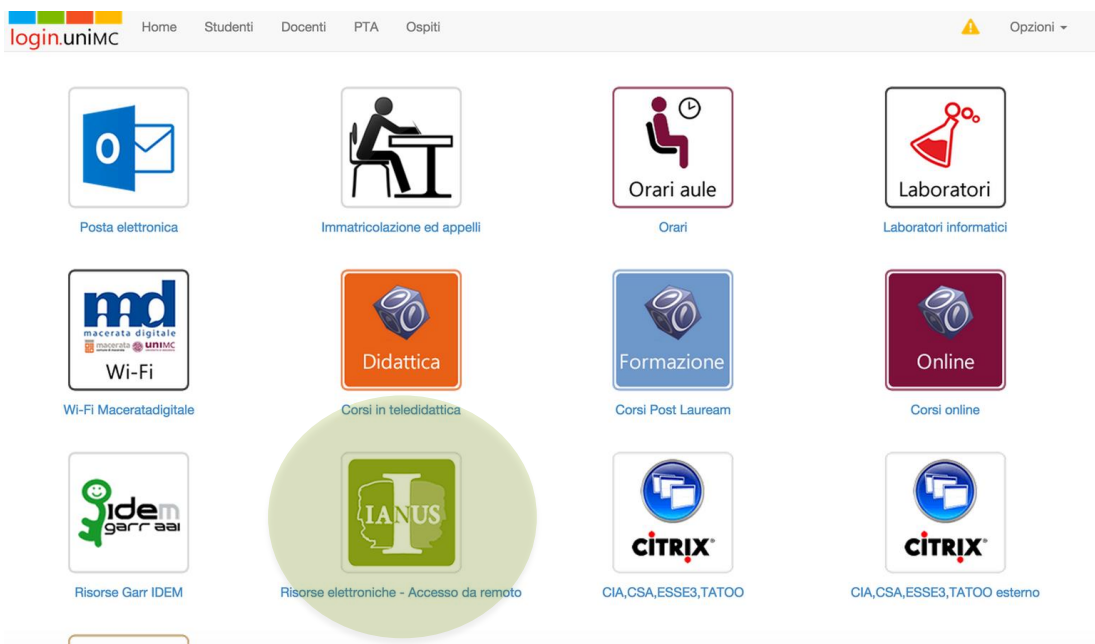 login.uniMC Home Studenti Docenti PTA Ospiti Opzioni
Orari aule
Laboratori
Posta elettronica
Immatricolazione ed appelli
Orari
Laboratori informatici
md
macerata digitale
macerata uniMC
Wi-Fi
Didattica
Formazione
Online
Wi-Fi Maceratadigitale
Corsi in teledidattica
Corsi Post Lauream
Corsi online
idem
garr aai
IANUS
CITRIX
CITRIX
Risorse Garr IDEM
Risorse elettroniche - Accesso da remoto
CIA,CSA,ESSE3,TATOO
CIA,CSA,ESSE3,TATOO esterno